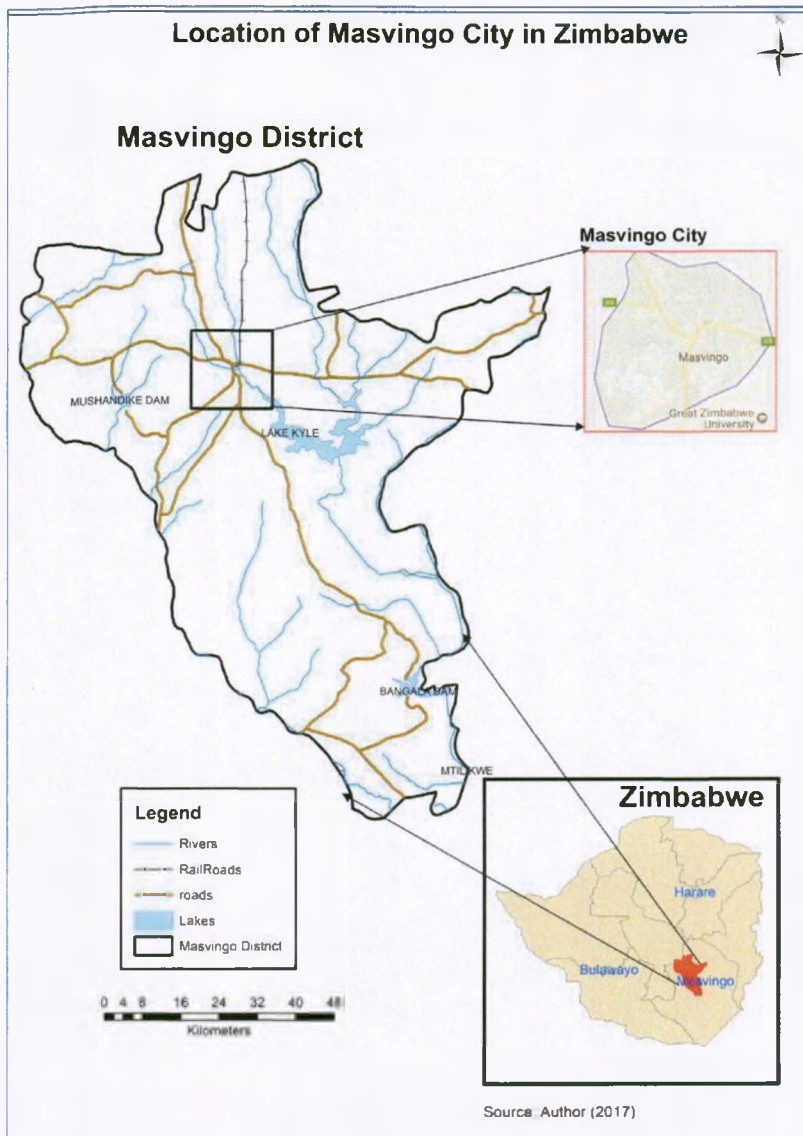 Location of Masvingo City in Zimbabwe
Masvingo District
Masvingo City
Masvingo
Great Zimbabwe
University
MUSHANDIKE DAM
LAKE KYLE
BANGALA DAM
MTILIKWE
Legend
Rivers
RailRoads
roads
Lakes
Masvingo District
0 4 8 16 24 32 40 48
Kilometers
Zimbabwe
Harare
Bulawayo
Masvingo
Source: Author (2017)